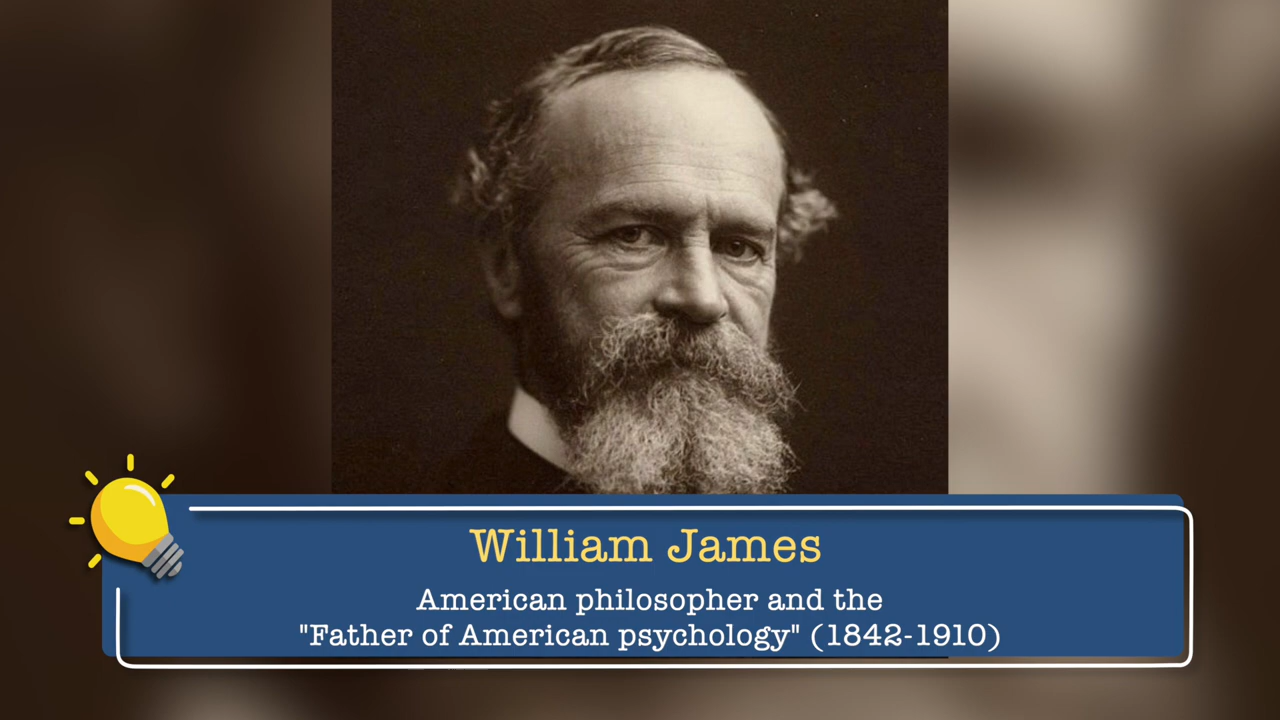 William James
American philosopher and the
"Father of American psychology" (1842-1910)